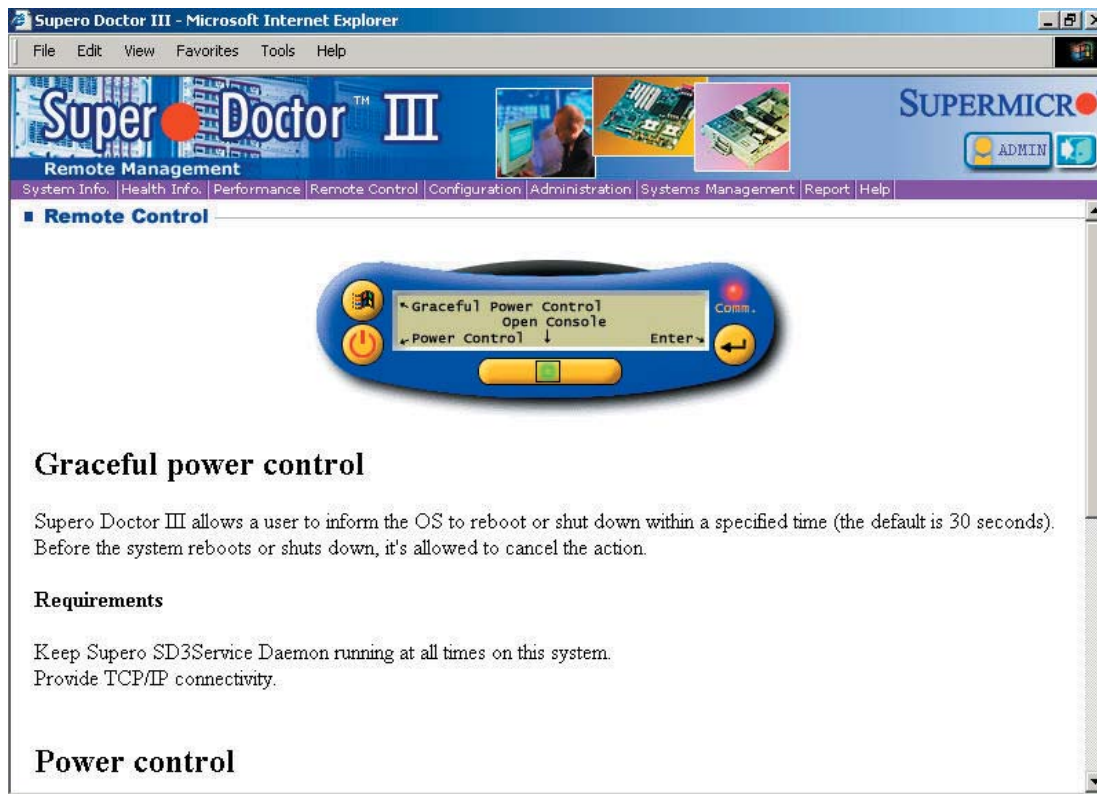 Supero Doctor III - Microsoft Internet Explorer
File Edit View Favorites Tools Help
Super Doctor™ III
SUPERMICR
Remote Management
ADMIN
System Info. Health Info. Performance Remote Control Configuration Administration Systems Management Report Help
Remote Control
Graceful Power Control
Open Console
Power Control ↓ Enter
Comm.
Graceful power control
Supero Doctor III allows a user to inform the OS to reboot or shut down within a specified time (the default is 30 seconds).
Before the system reboots or shuts down, it's allowed to cancel the action.
Requirements
Keep Supero SD3Service Daemon running at all times on this system.
Provide TCP/IP connectivity.
Power control